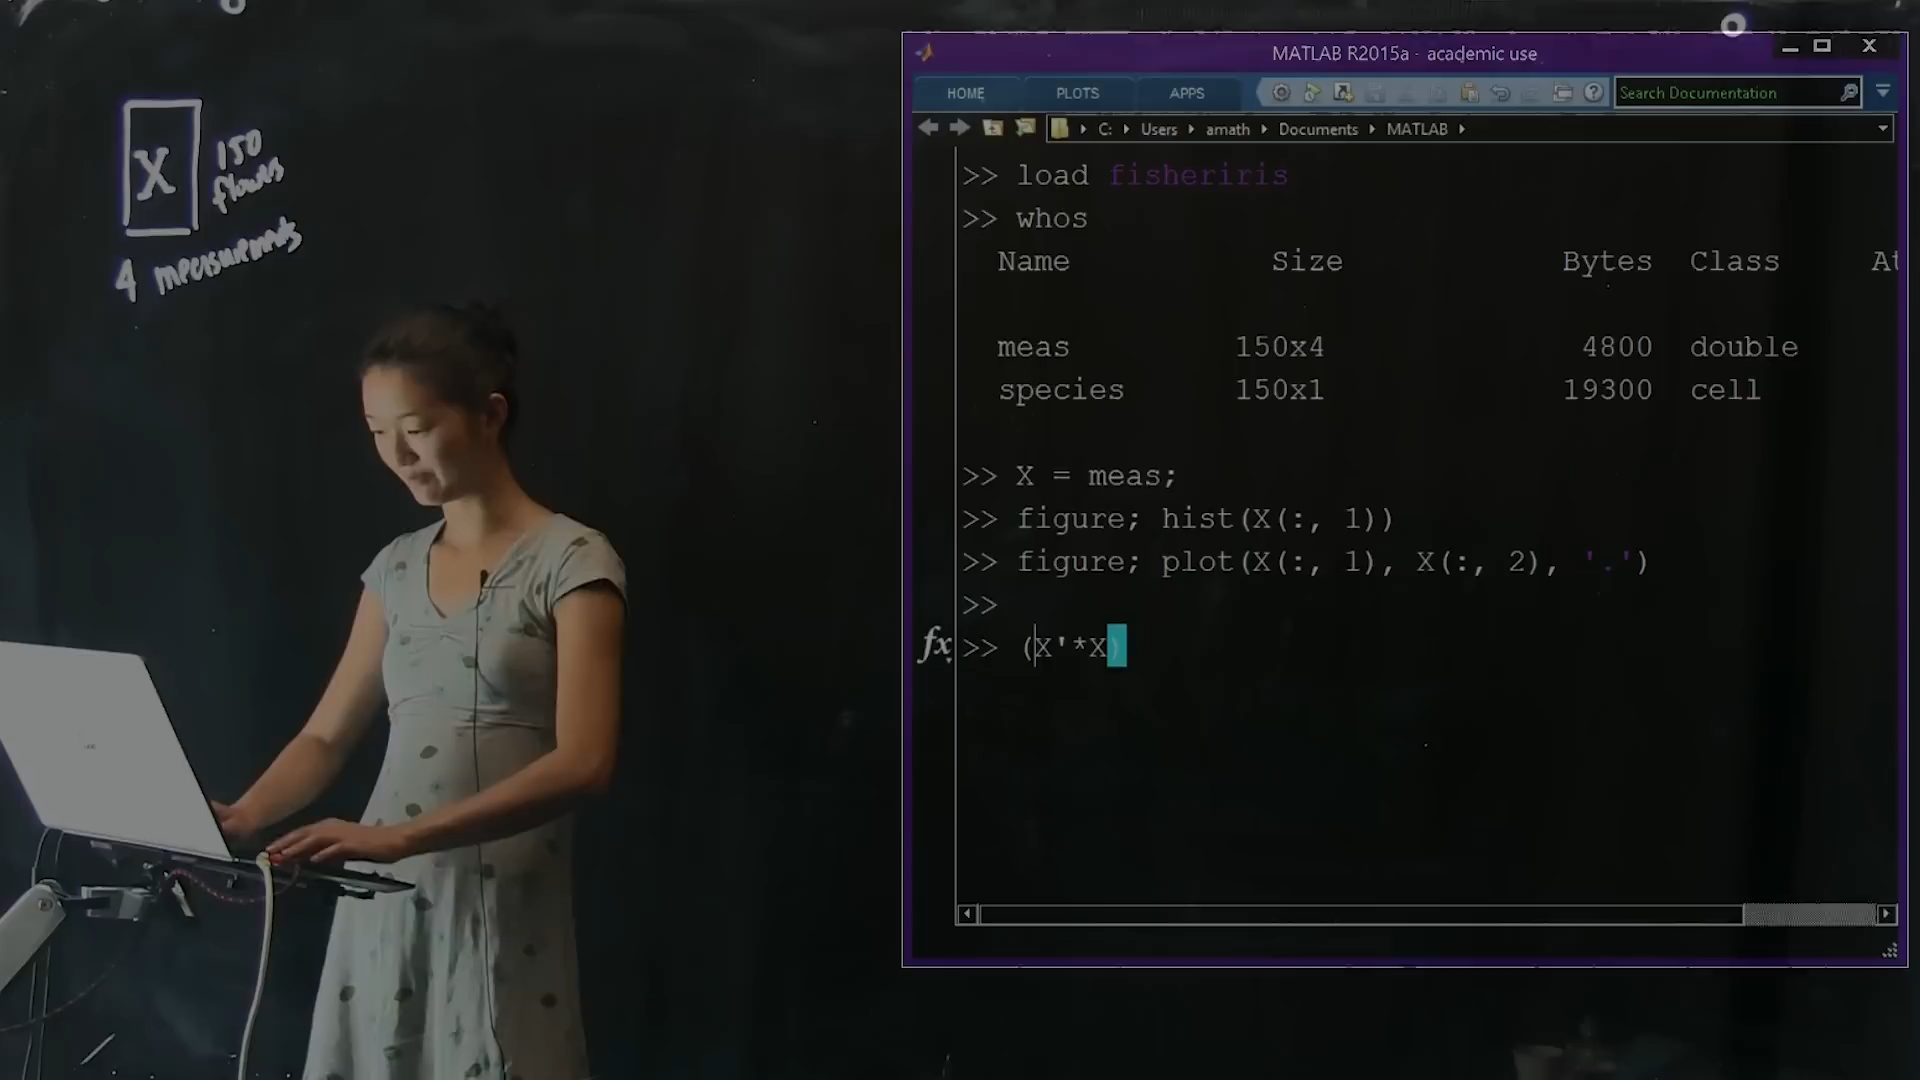 X
150
flowers
4 measurements
MATLAB R2015a - academic use
HOME PLOTS APPS Search Documentation
C: Users amath Documents MATLAB
>> load fisheriris
>> whos
Name Size Bytes Class At
meas 150x4 4800 double
species 150x1 19300 cell
>> X = meas;
>> figure; hist(X(:, 1))
>> figure; plot(X(:, 1), X(:, 2), '.')
>>
fx >> (X'*X)